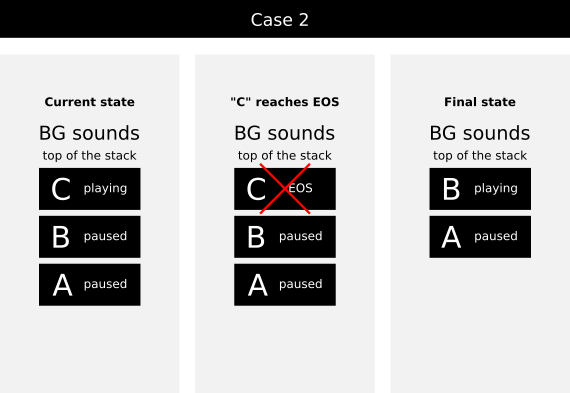 Case 2
Current state
BG sounds
top of the stack
C playing
B paused
A paused
"C" reaches EOS
BG sounds
top of the stack
C EOS
B paused
A paused
Final state
BG sounds
top of the stack
B playing
A paused